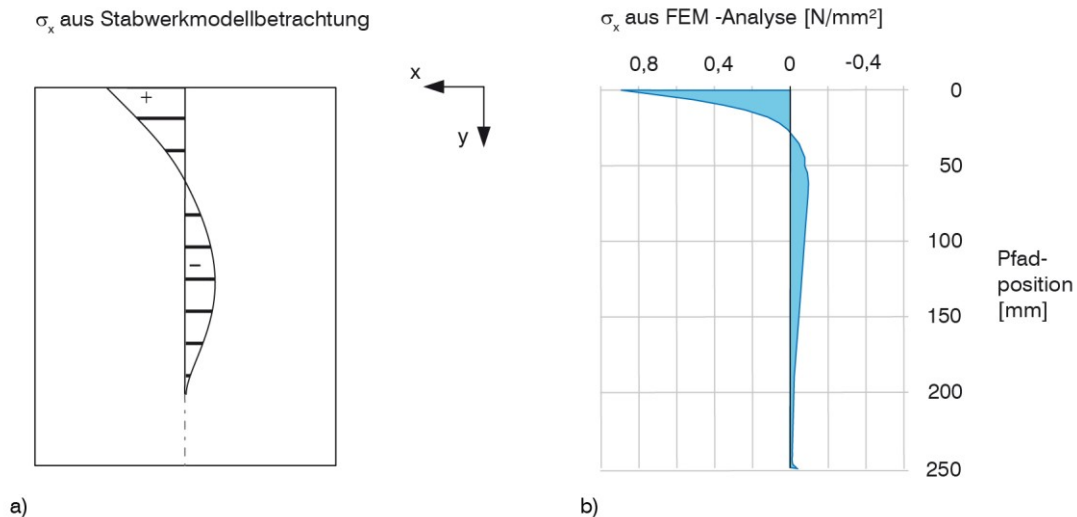 σx aus Stabwerkmodellbetrachtung
+
–
x
y
a)
σx aus FEM -Analyse [N/mm²]
0,8 0,4 0 -0,4
0
50
100
150
200
250
Pfad-
position
[mm]
b)